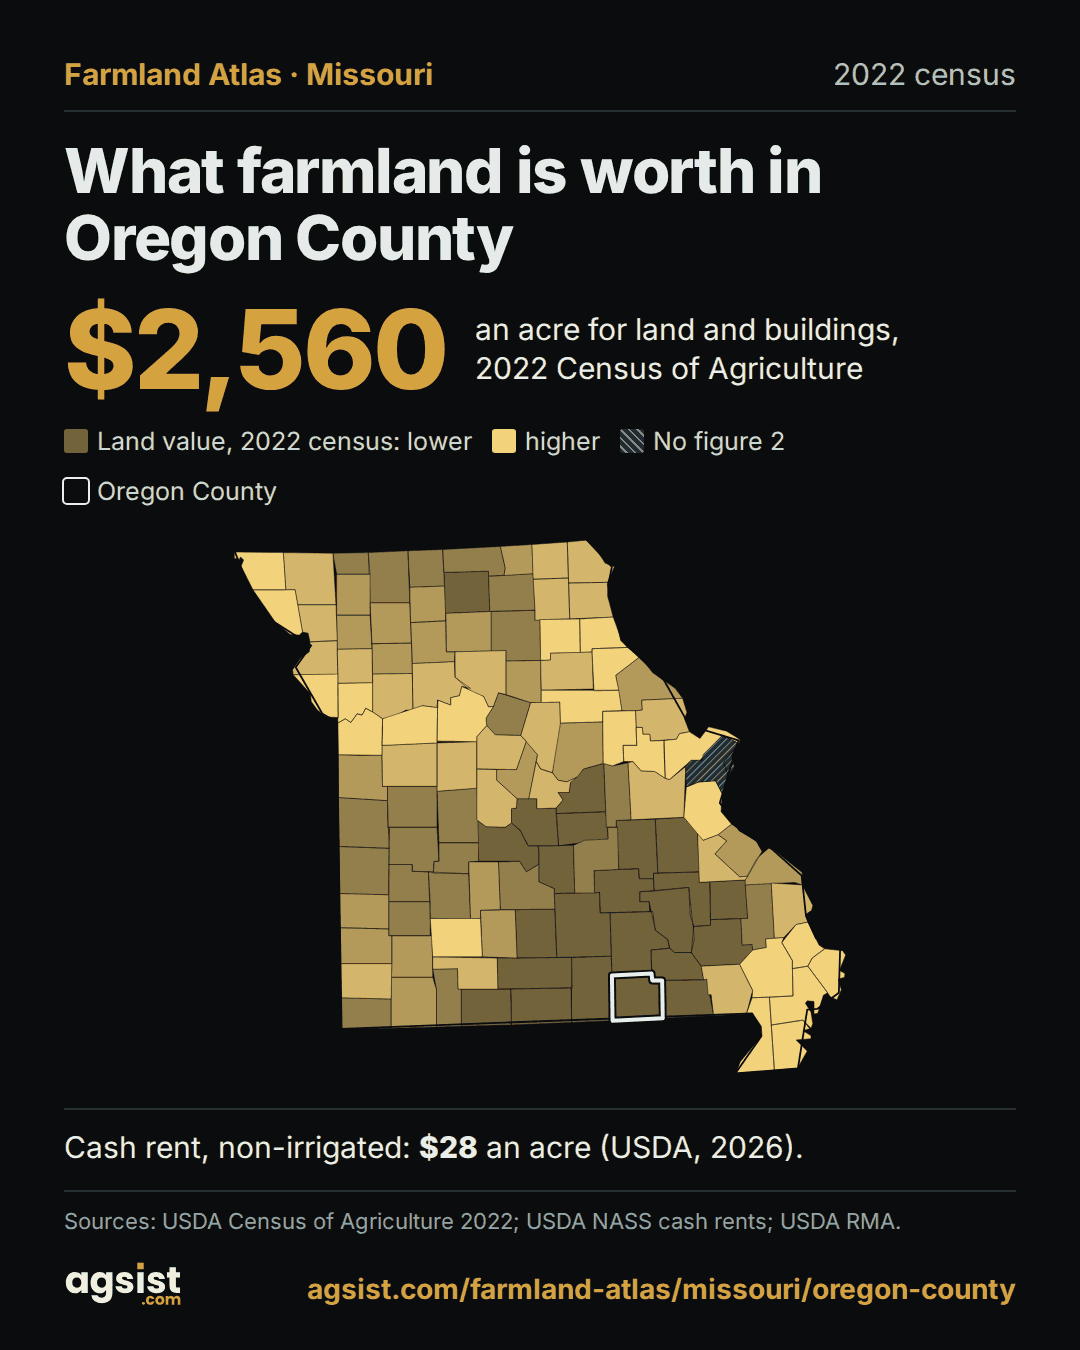 Farmland Atlas · Missouri
2022 census
What farmland is worth in
Oregon County
$2,560
an acre for land and buildings,
2022 Census of Agriculture
Land value, 2022 census: lower
higher
No figure 2
Oregon County
Cash rent, non-irrigated: $28 an acre (USDA, 2026).
Sources: USDA Census of Agriculture 2022; USDA NASS cash rents; USDA RMA.
agsist
.com
agsist.com/farmland-atlas/missouri/oregon-county